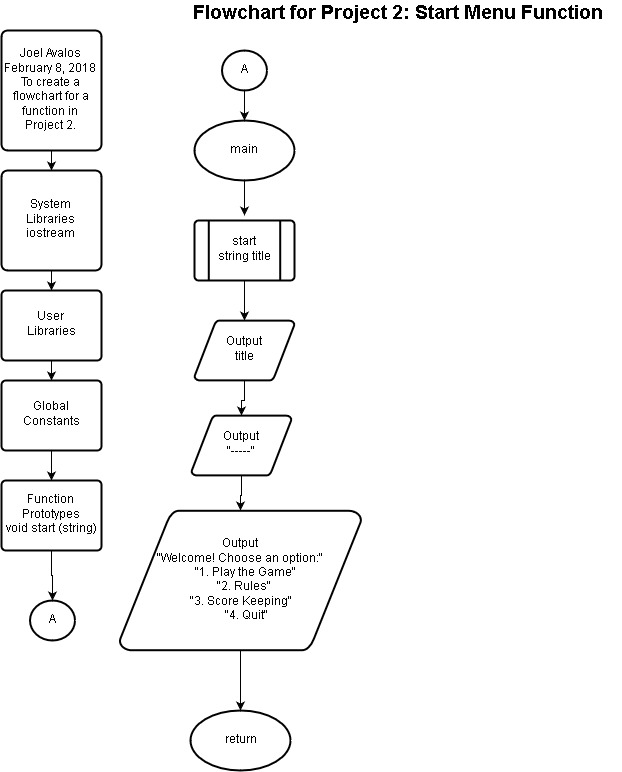 Flowchart for Project 2: Start Menu Function
Joel Avalos
February 8, 2018
To create a
flowchart for a
function in
Project 2.
System
Libraries
iostream
User
Libraries
Global
Constants
Function
Prototypes
void start (string)
A
A
main
start
string title
Output
title
Output
"-----"
Output
"Welcome! Choose an option:"
"1. Play the Game"
"2. Rules"
"3. Score Keeping"
"4. Quit"
return